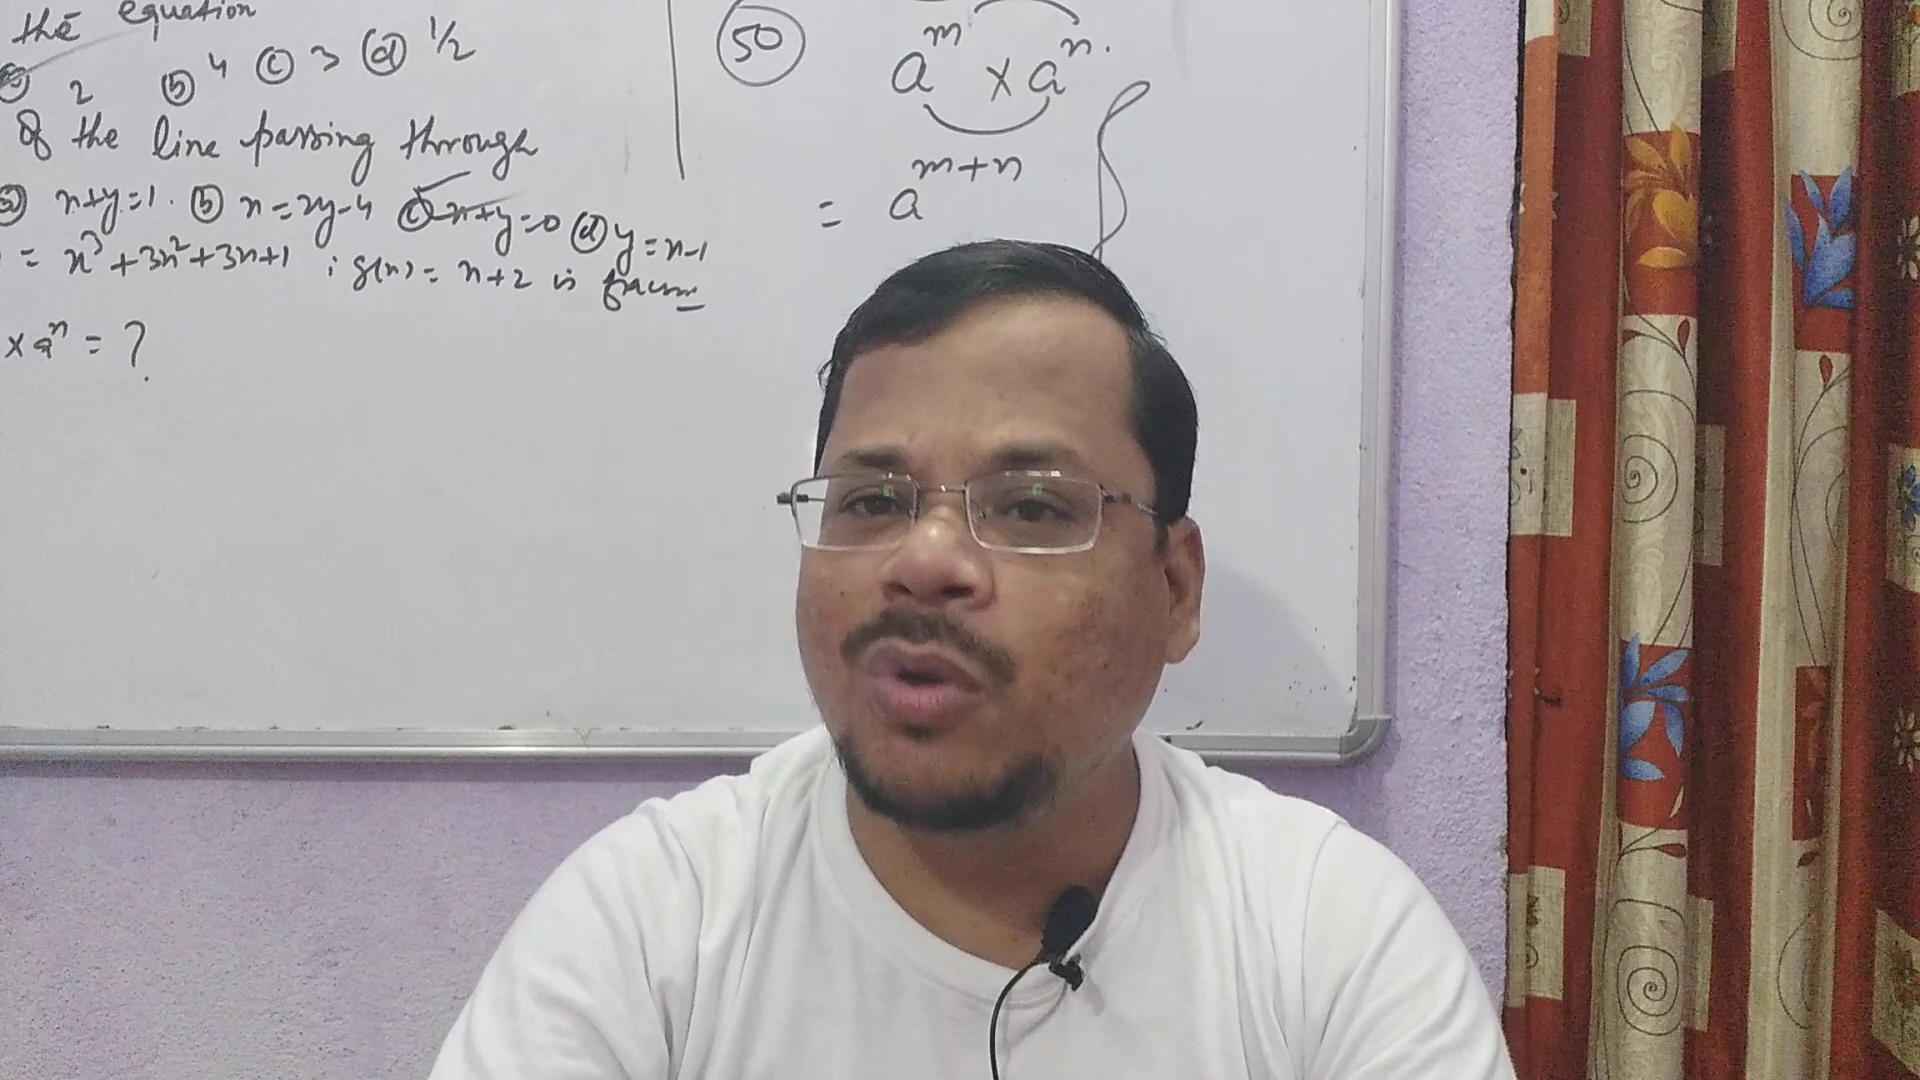 the equation
2 (b) 4 (c) 3 (d) 1/2
of the line passing through
(a) x+y=1. (b) x=2y-4 (c) x+y=0 (d) y=x-1
= x³+3x²+3x+1 ; g(x) = x+2 is
x aⁿ = ?
50
aᵐ x aⁿ.
= aᵐ⁺ⁿ